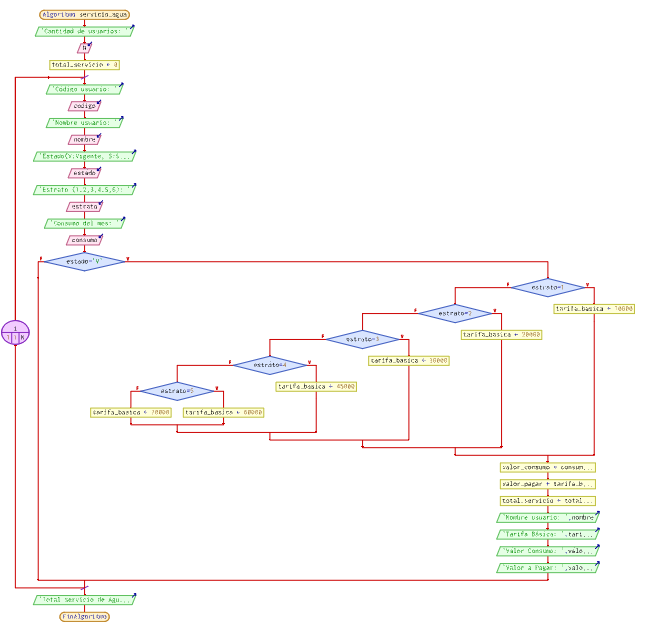 Algoritmo servicio_agua
'Cantidad de usuarios: '
N
total_servicio ← 0
'Codigo usuario: '
codigo
'Nombre usuario: '
nombre
'Estado(V:Vigente, S:S...
estado
'Estrato (1,2,3,4,5,6): '
estrato
'Consumo del mes: '
consumo
F
estado='V'
V
F
estrato=1
V
tarifa_basica ← 10000
F
estrato=2
V
tarifa_basica ← 20000
F
estrato=3
V
tarifa_basica ← 30000
F
estrato=4
V
tarifa_basica ← 45000
F
estrato=5
V
tarifa_basica ← 70000
tarifa_basica ← 60000
1
1
1
N
valor_consumo ← consum...
valor_pagar ← tarifa_b...
total_servicio ← total...
'Nombre usuario: ',nombre
'Tarifa Básica: ',tari...
'Valor Consumo: ',valo...
'Valor a Pagar: ',valo...
'Total Servicio de Agu...
FinAlgoritmo